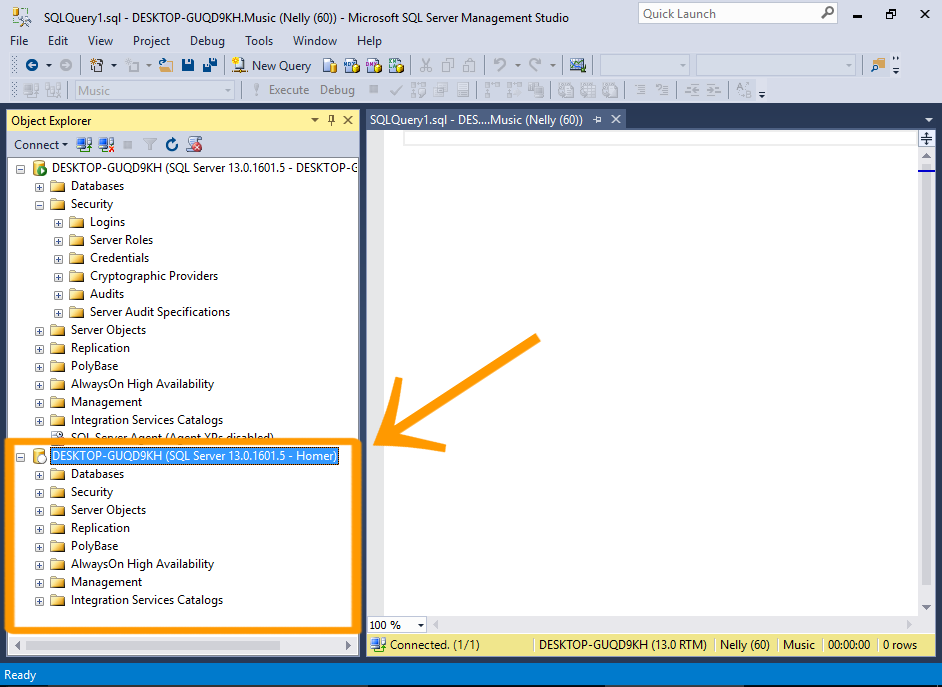 SQLQuery1.sql - DESKTOP-GUQD9KH.Music (Nelly (60)) - Microsoft SQL Server Management Studio
Quick Launch
File Edit View Project Debug Tools Window Help
New Query
Music
Execute Debug
Object Explorer
SQLQuery1.sql - DES....Music (Nelly (60))
Connect
DESKTOP-GUQD9KH (SQL Server 13.0.1601.5 - DESKTOP-G
Databases
Security
Logins
Server Roles
Credentials
Cryptographic Providers
Audits
Server Audit Specifications
Server Objects
Replication
PolyBase
AlwaysOn High Availability
Management
Integration Services Catalogs
SQL Server Agent (Agent XPs disabled)
DESKTOP-GUQD9KH (SQL Server 13.0.1601.5 - Homer)
Databases
Security
Server Objects
Replication
PolyBase
AlwaysOn High Availability
Management
Integration Services Catalogs
100 %
Connected. (1/1) DESKTOP-GUQD9KH (13.0 RTM) Nelly (60) Music 00:00:00 0 rows
Ready